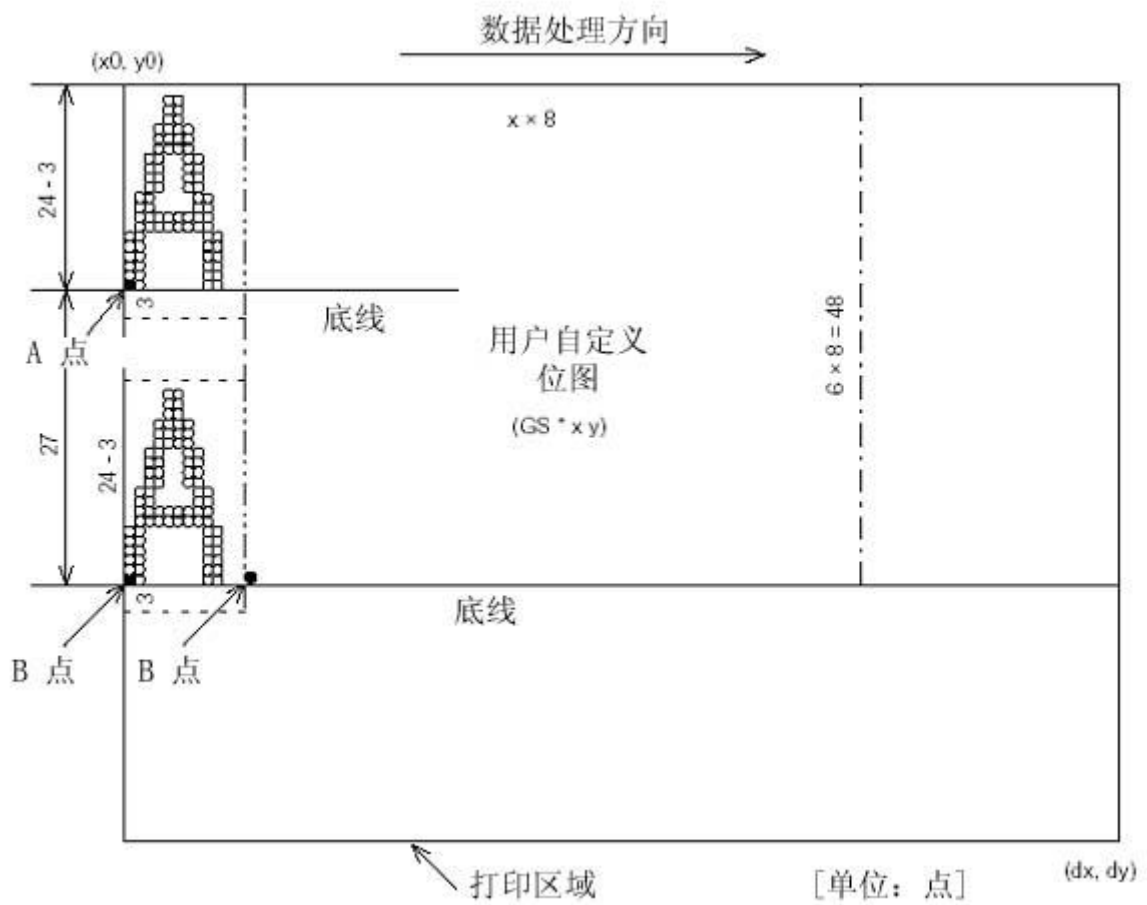 数据处理方向
(x0, y0)
x × 8
24 - 3
3
底线
A 点
用户自定义
位图
(GS * x y)
6 × 8 = 48
27
24 - 3
3
底线
B 点
B 点
打印区域
[单位: 点]
(dx, dy)